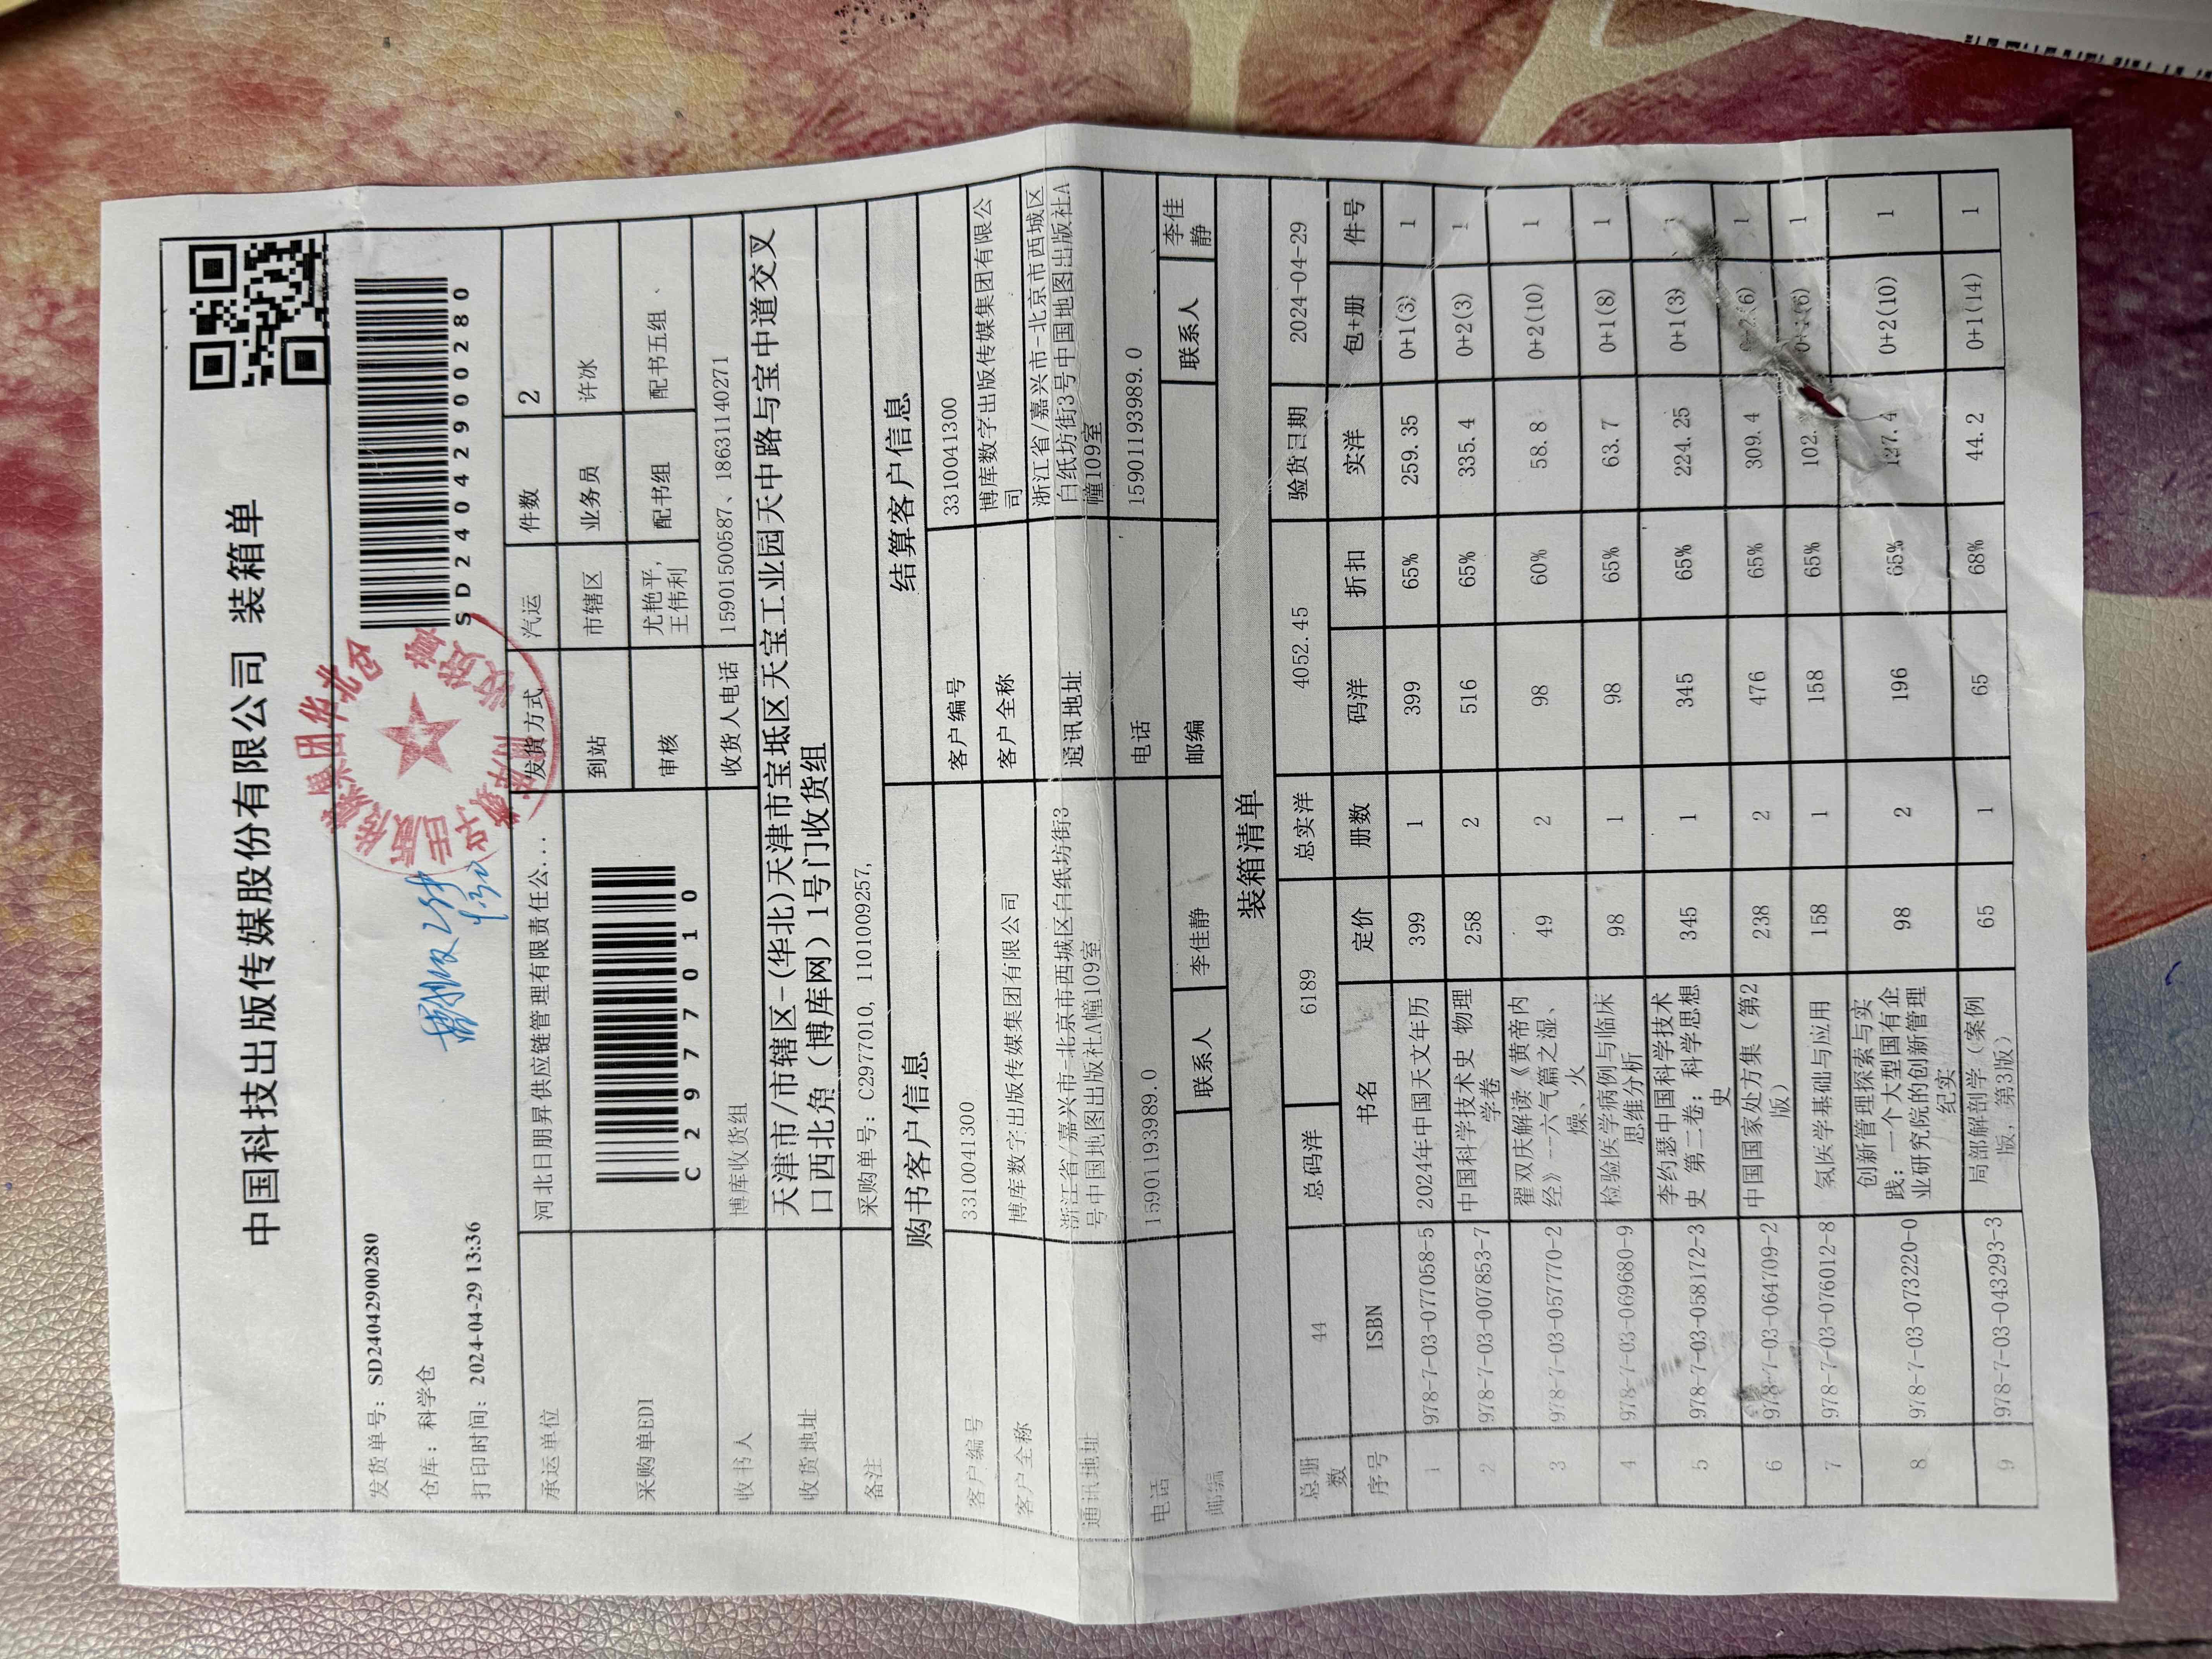 中国科技出版传媒股份有限公司 装箱单
发货单号：SD2404290028​0
仓库：科学仓
打印时间：2024-04-29 13:36
SD24042900280
承运单位 河北日朋昇供应链管理有限责任公... 发货方式 汽运 件数 2
采购单EDI C2977010 到站 市辖区 业务员 许冰
审核 尤艳平，
王伟利 配书组 配书五组、
收书人 博库收货组 收货人电话 15901500587、18631140271
收货地址 天津市/市辖区-(华北)天津市宝坻区天宝工业园天中路与宝中道交叉
口西北角（博库网）1号门收货组
备注 采购单号：C2977010, 1101009257,
购书客户信息 结算客户信息
客户编号 3310041300 客户编号 3310041300
客户全称 博库数字出版传媒集团有限公司 客户全称 博库数字出版传媒集团有限公
司
通讯地址 浙江省/嘉兴市-北京市西城区白纸坊街3
号中国地图出版社A幢109室 通讯地址 浙江省/嘉兴市-北京市西城区
白纸坊街3号中国地图出版社A
幢109室
电话 15901193989.0 电话 15901193989.0
邮编 联系人 李佳静 邮编 联系人 李佳
静
装箱清单
总册
数 44 总码洋 6189 总实洋 4052.45 验货日期 2024-04-29
序号 ISBN 书名 定价 册数 码洋 折扣 实洋 包+册 件号
1 978-7-03-077058-5 2024年中国天文年历 399 1 399 65% 259.35 0+1(3) 1
2 978-7-03-007853-7 中国科学技术史 物理
学卷 258 2 516 65% 335.4 0+2(3) 1
3 978-7-03-057770-2 翟双庆解读《黄帝内
经》--六气篇之湿、
燥、火 49 2 98 60% 58.8 0+2(10) 1
4 978-7-03-069680-9 检验医学病例与临床
思维分析 98 1 98 65% 63.7 0+1(8) 1
5 978-7-03-058172-3 李约瑟中国科学技术
史 第二卷：科学思想
史 345 1 345 65% 224.25 0+1(3) 1
6 978-7-03-064709-2 中国国家处方集（第2
版） 238 2 476 65% 309.4 0+2(6) 1
7 978-7-03-076012-8 氢医学基础与应用 158 1 158 65% 102. 1
8 978-7-03-073220-0 创新管理探索与实
践：一个大型国有企
业研究院的创新管理
纪实 98 2 196 65% 127.4 0+2(10) 1
9 978-7-03-043293-3 局部解剖学（案例
版，第3版） 65 1 65 68% 44.2 0+1(14) 1